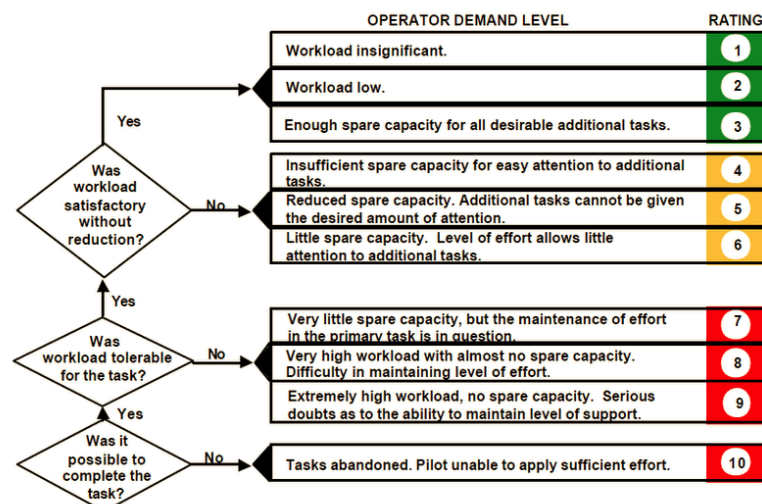 OPERATOR DEMAND LEVEL RATING
Workload insignificant. 1
Workload low. 2
Yes
Enough spare capacity for all desirable additional tasks. 3
Was
workload
satisfactory
without
reduction?
No
Insufficient spare capacity for easy attention to additional
tasks.
4
Reduced spare capacity. Additional tasks cannot be given
the desired amount of attention.
5
Little spare capacity. Level of effort allows little
attention to additional tasks.
6
Yes
Was
workload tolerable
for the task?
No
Very little spare capacity, but the maintenance of effort
in the primary task is in question.
7
Very high workload with almost no spare capacity.
Difficulty in maintaining level of effort.
8
Extremely high workload, no spare capacity. Serious
doubts as to the ability to maintain level of support.
9
Yes
Was it
possible to
complete the
task?
No
Tasks abandoned. Pilot unable to apply sufficient effort. 10